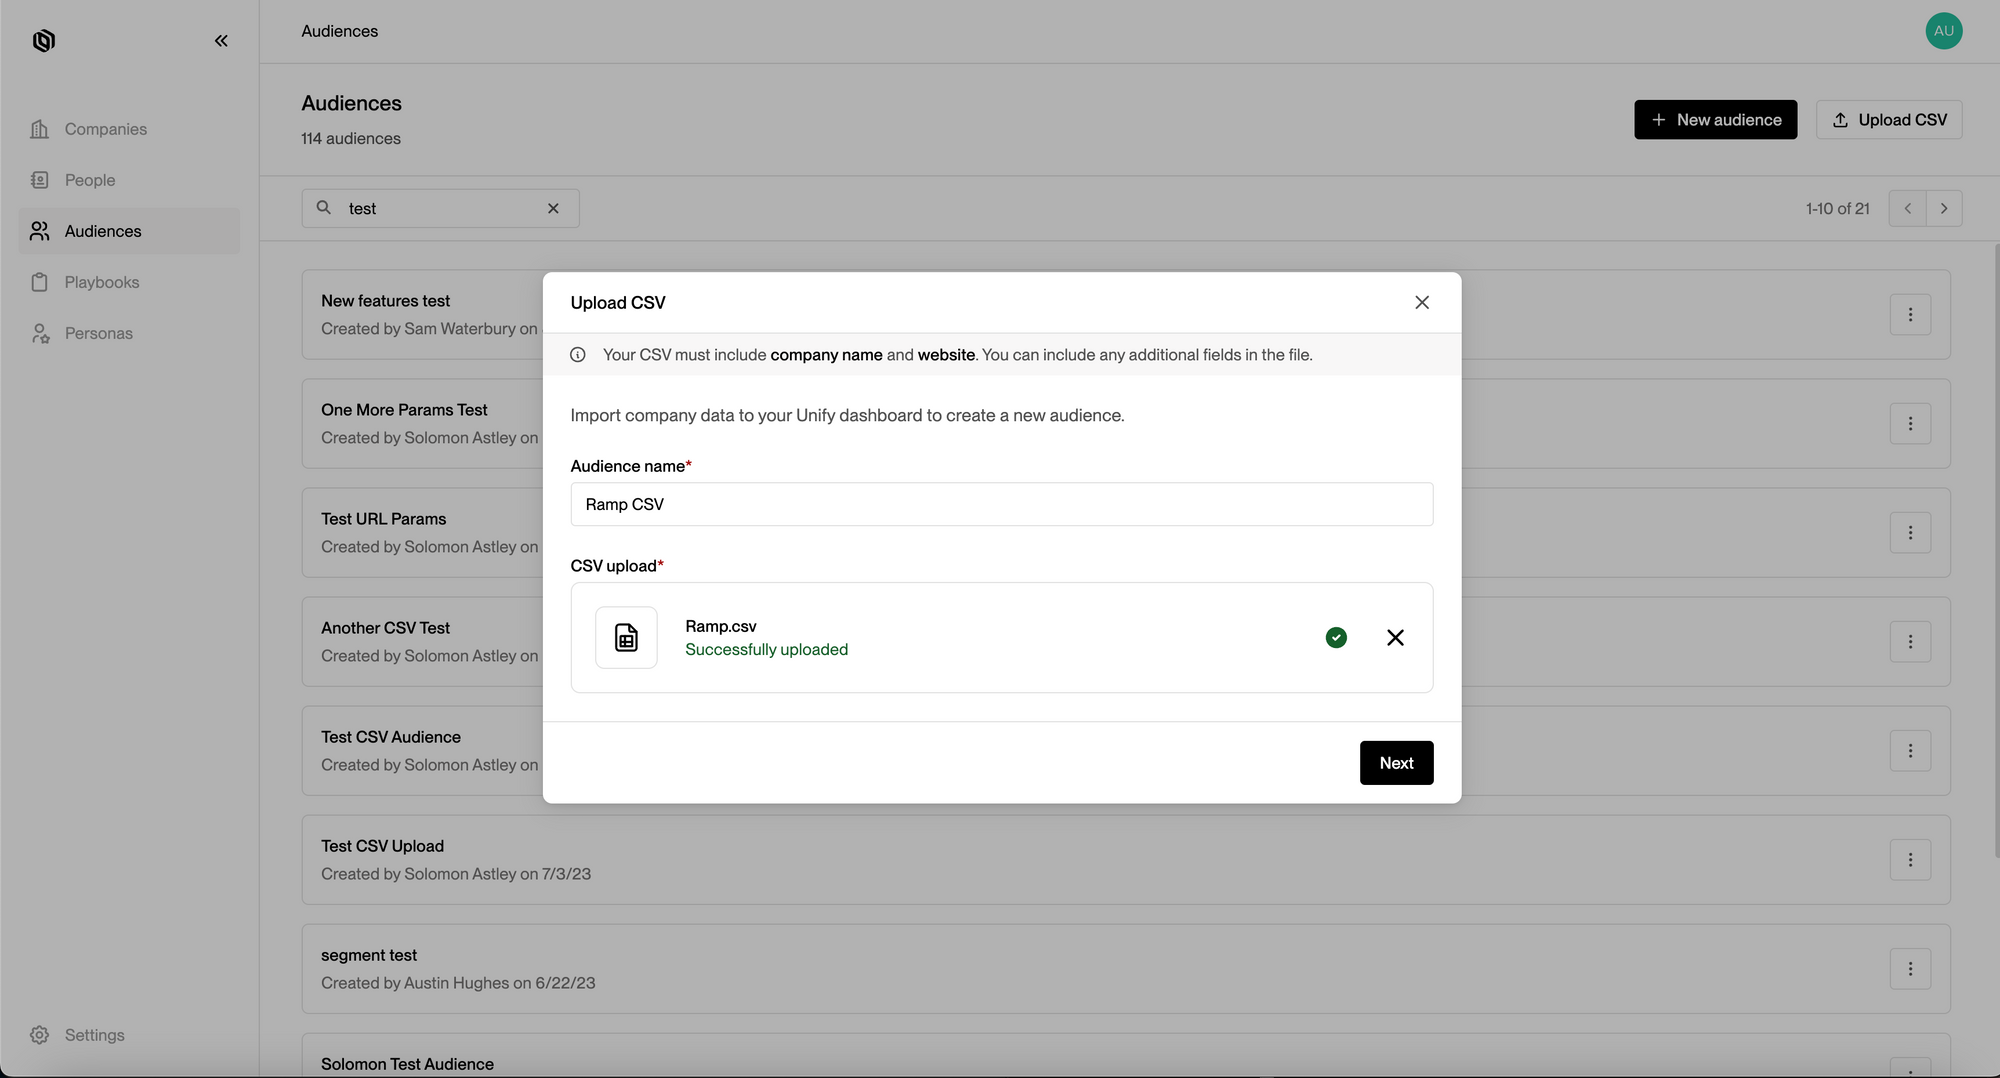 Audiences
AU
Companies
People
Audiences
Playbooks
Personas
Settings
Audiences
114 audiences
New audience
Upload CSV
test
1-10 of 21
New features test
Created by Sam Waterbury on
One More Params Test
Created by Solomon Astley on
Test URL Params
Created by Solomon Astley on
Another CSV Test
Created by Solomon Astley on
Test CSV Audience
Created by Solomon Astley on
Test CSV Upload
Created by Solomon Astley on 7/3/23
segment test
Created by Austin Hughes on 6/22/23
Solomon Test Audience
Upload CSV
Your CSV must include company name and website. You can include any additional fields in the file.
Import company data to your Unify dashboard to create a new audience.
Audience name*
Ramp CSV
CSV upload*
Ramp.csv
Successfully uploaded
Next